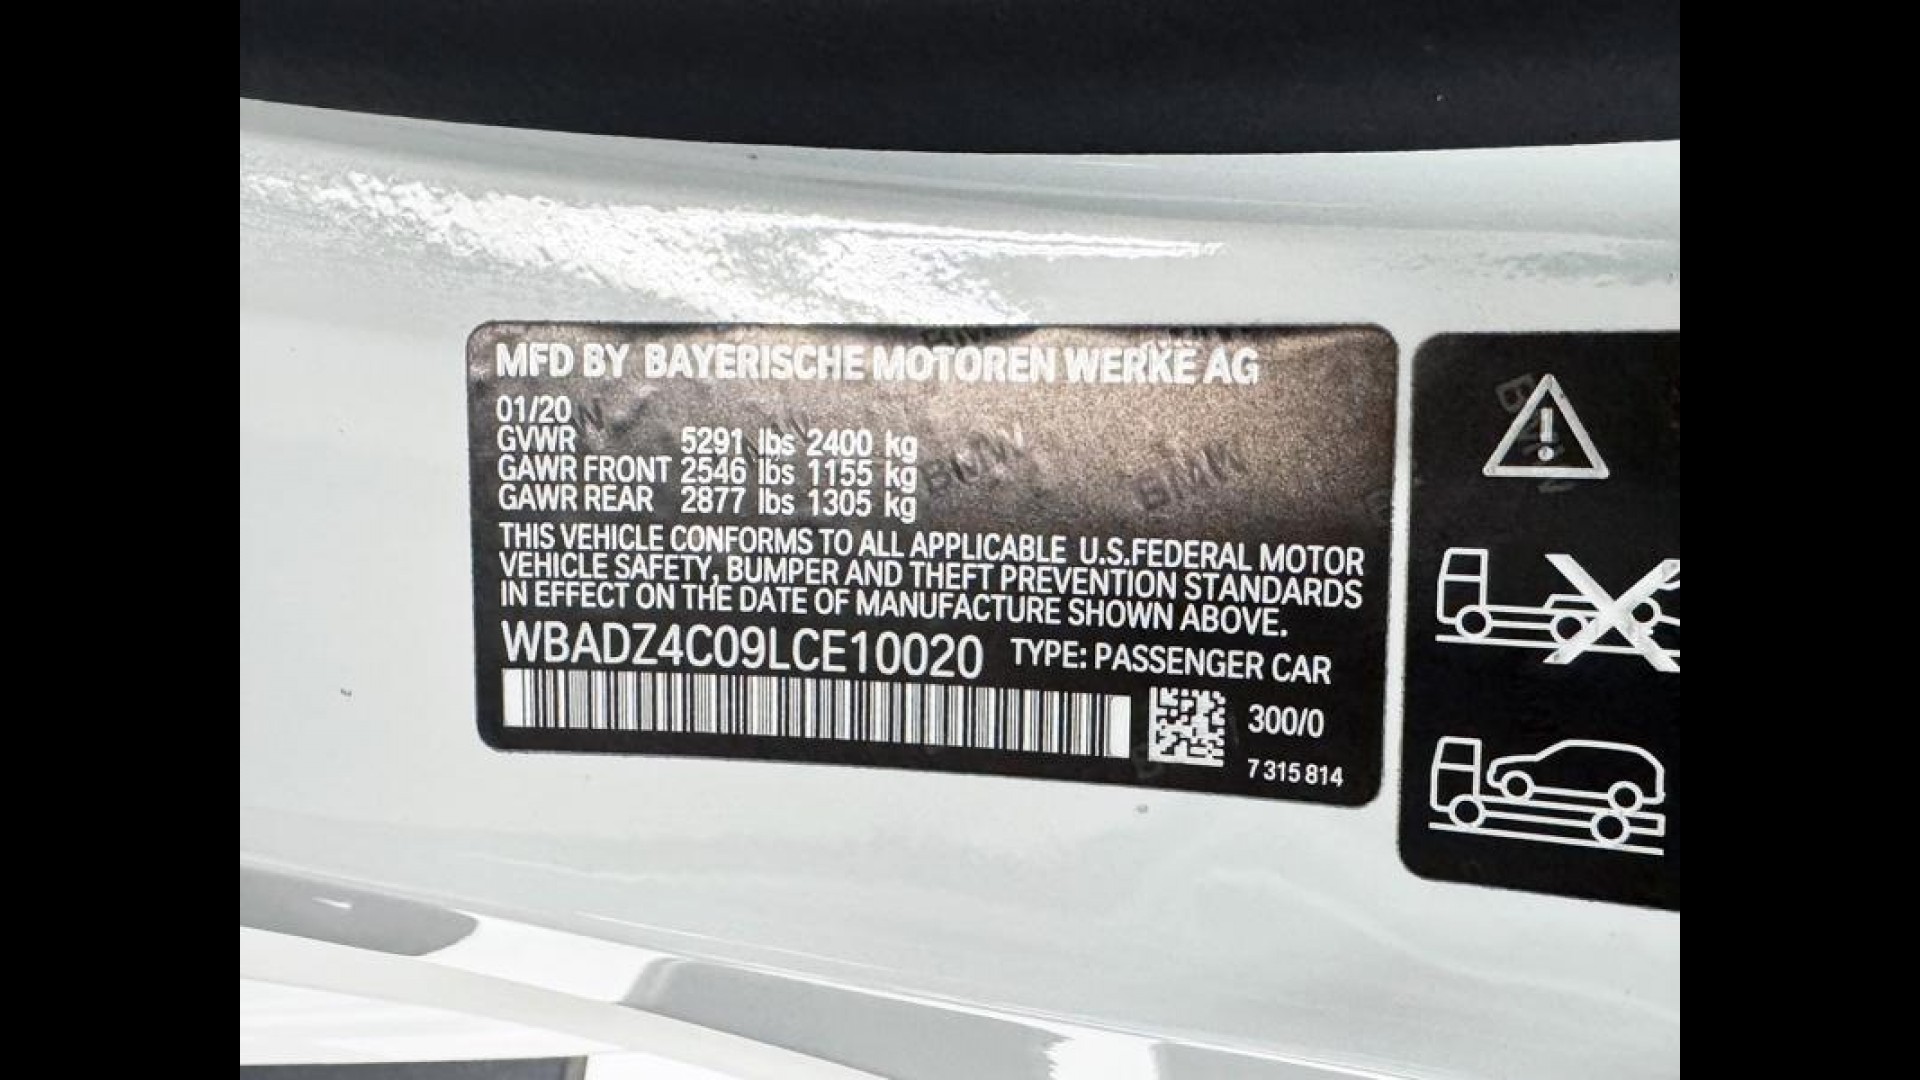 MFD BY BAYERISCHE MOTOREN WERKE AG
01/20
GVWR 5291 lbs 2400 kg
GAWR FRONT 2546 lbs 1155 kg
GAWR REAR 2877 lbs 1305 kg
THIS VEHICLE CONFORMS TO ALL APPLICABLE U.S.FEDERAL MOTOR
VEHICLE SAFETY, BUMPER AND THEFT PREVENTION STANDARDS
IN EFFECT ON THE DATE OF MANUFACTURE SHOWN ABOVE.
WBADZ4C09LCE10020 TYPE: PASSENGER CAR
300/0
7 315 814
BMW
BMW
BMW